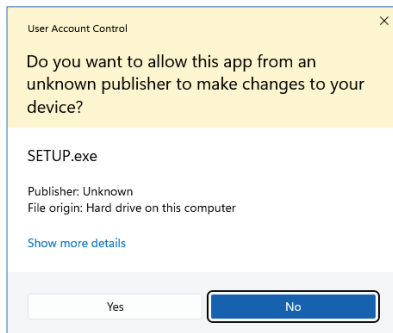 User Account Control
Do you want to allow this app from an
unknown publisher to make changes to your
device?
SETUP.exe
Publisher: Unknown
File origin: Hard drive on this computer
Show more details
Yes
No